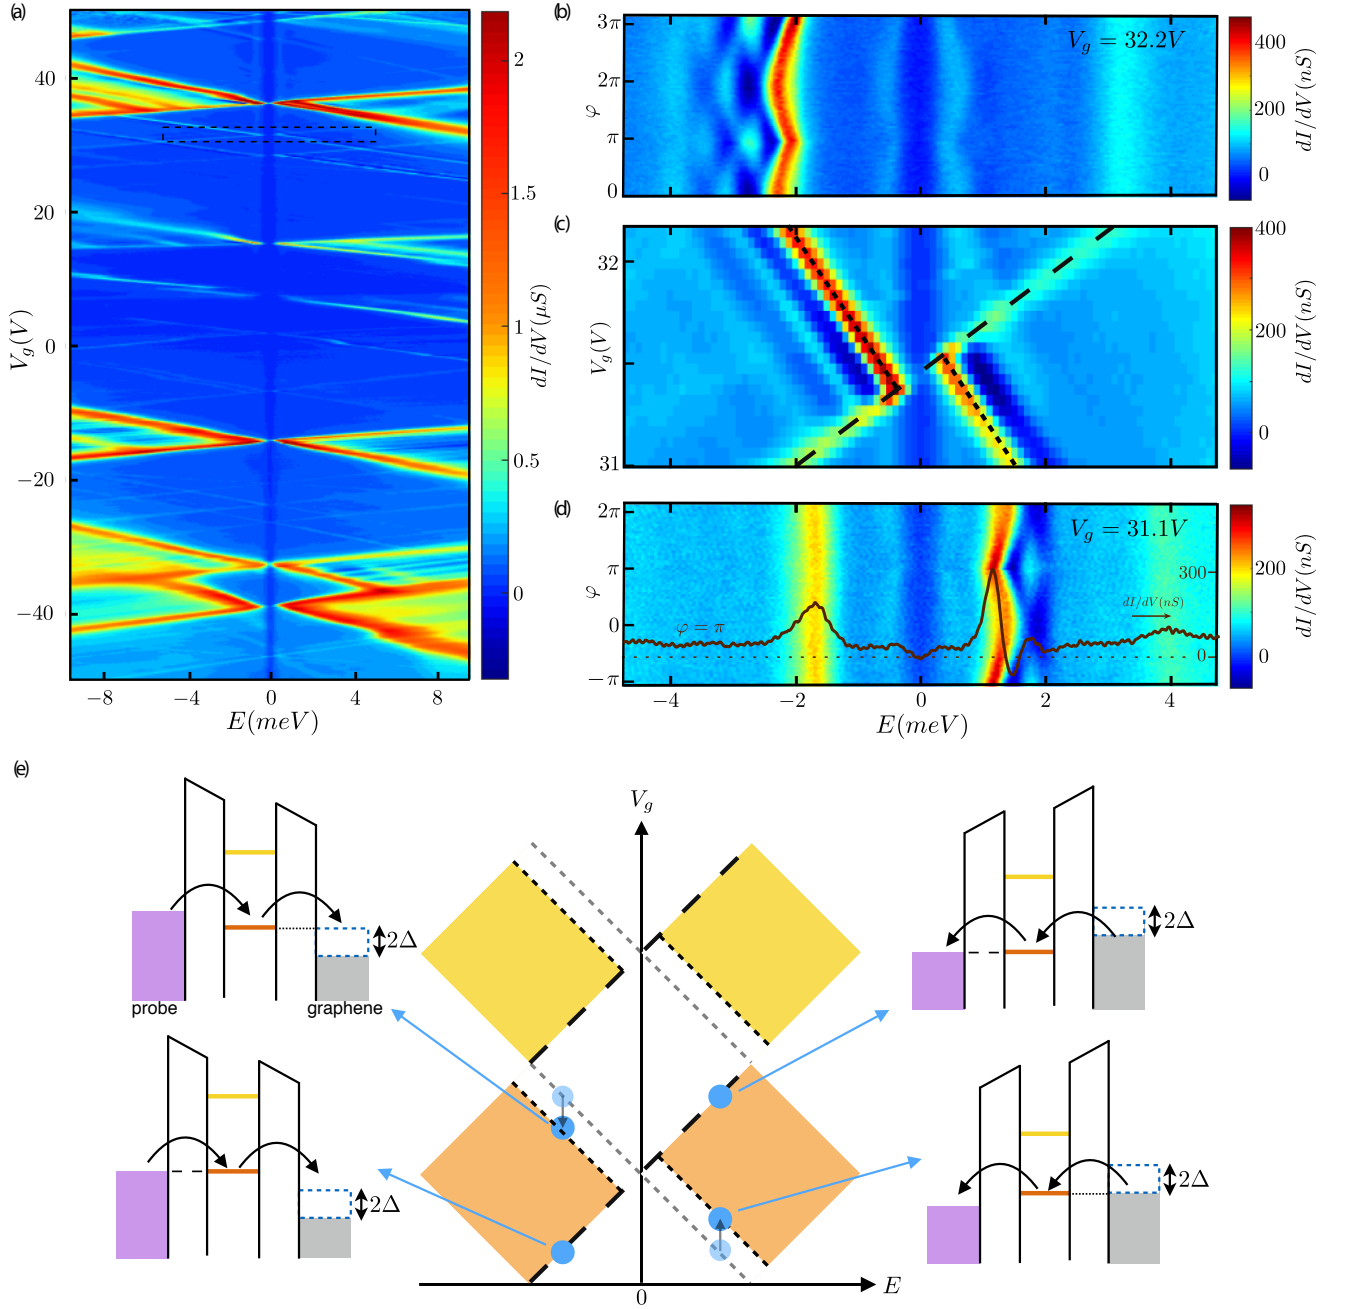 (a)
40
20
0
−20
−40
V_g(V)
−8
−4
0
4
8
E(meV)
2
1.5
1
0.5
0
dI/dV(μS)
(b)
3π
2π
π
0
φ
V_g = 32.2V
400
200
0
dI/dV(nS)
(c)
32
31
V_g(V)
400
200
0
dI/dV(nS)
(d)
2π
π
0
−π
φ
V_g = 31.1V
300
dI/dV(nS)
φ = π
0
−4
−2
0
2
4
E(meV)
200
0
dI/dV(nS)
(e)
V_g
2Δ
probe
graphene
2Δ
2Δ
2Δ
E
0